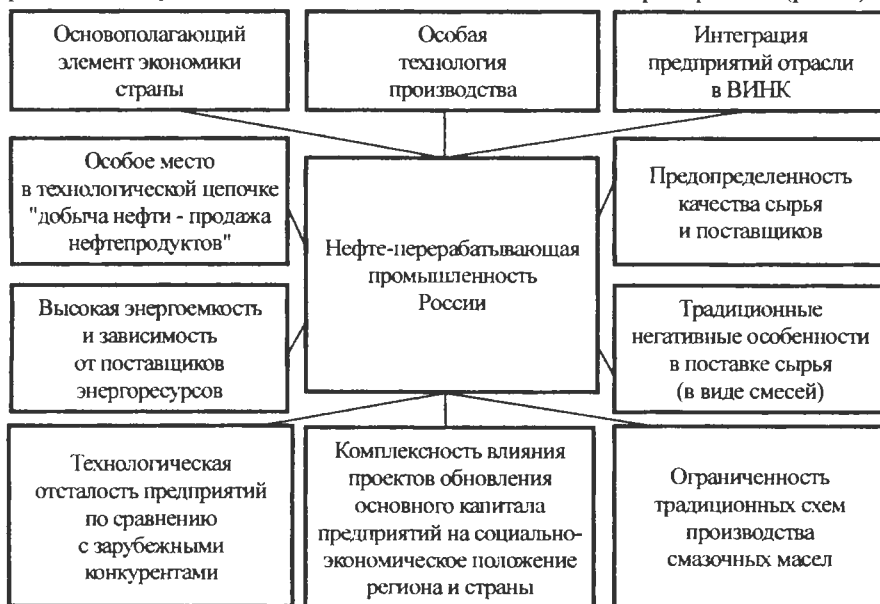 Основополагающий
элемент экономики
страны
Особая
технология
производства
Интеграция
предприятий отрасли
в ВИНК
Особое место
в технологической цепочке
"добыча нефти - продажа
нефтепродуктов"
Нефте-перерабатывающая
промышленность
России
Предопределенность
качества сырья
и поставщиков
Высокая энергоемкость
и зависимость
от поставщиков
энергоресурсов
Традиционные
негативные особенности
в поставке сырья
(в виде смесей)
Технологическая
отсталость предприятий
по сравнению
с зарубежными
конкурентами
Комплексность влияния
проектов обновления
основного капитала
предприятий на социально-
экономическое положение
региона и страны
Ограниченность
традиционных схем
производства
смазочных масел